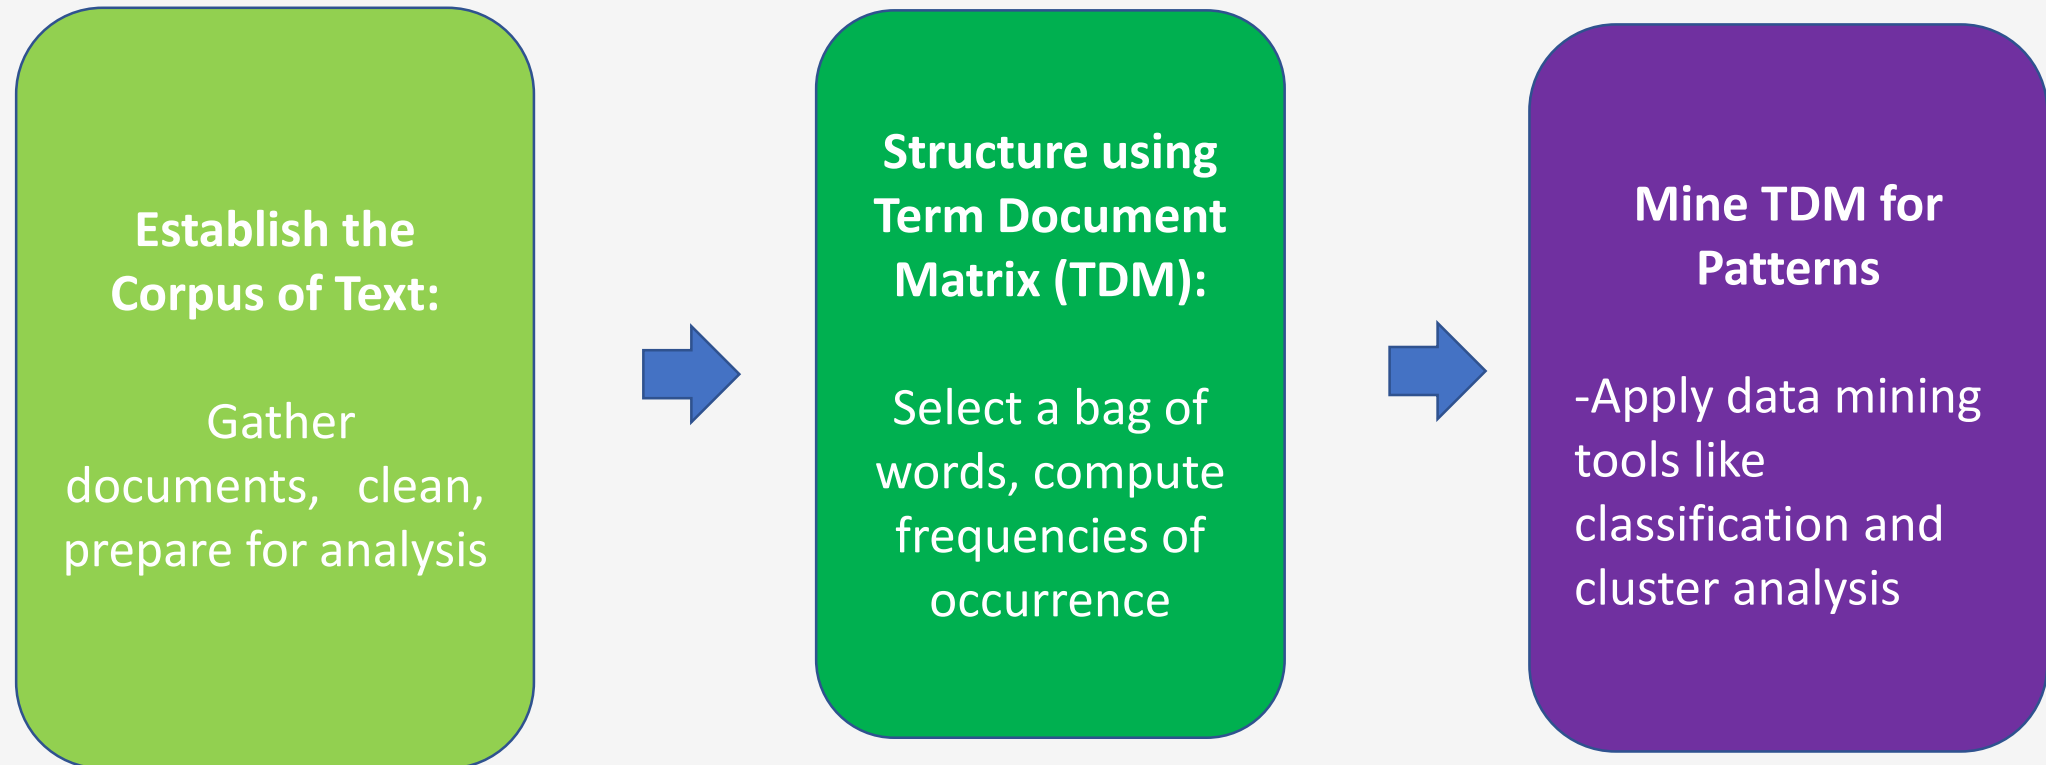 Establish the
Corpus of Text:
Gather
documents, clean,
prepare for analysis
Structure using
Term Document
Matrix (TDM):
Select a bag of
words, compute
frequencies of
occurrence
Mine TDM for
Patterns
-Apply data mining
tools like
classification and
cluster analysis